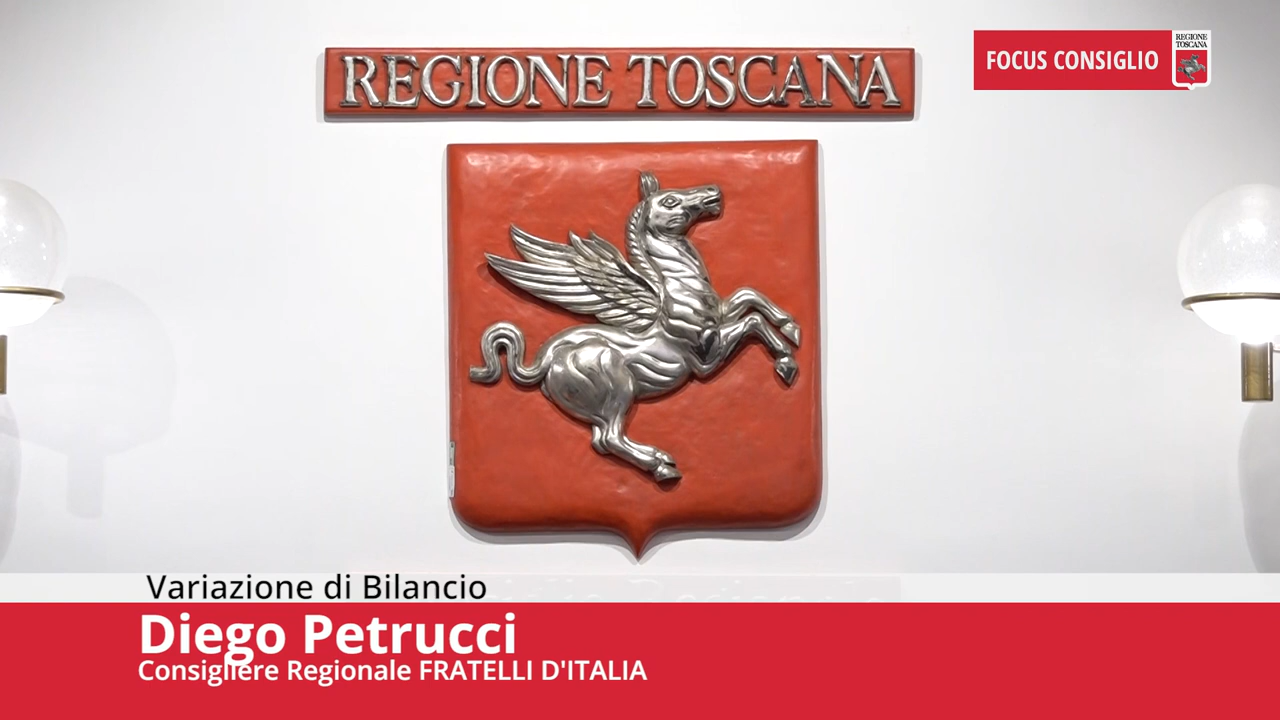 REGIONE TOSCANA
FOCUS CONSIGLIO
REGIONE
TOSCANA
Variazione di Bilancio
Diego Petrucci
Consigliere Regionale FRATELLI D'ITALIA